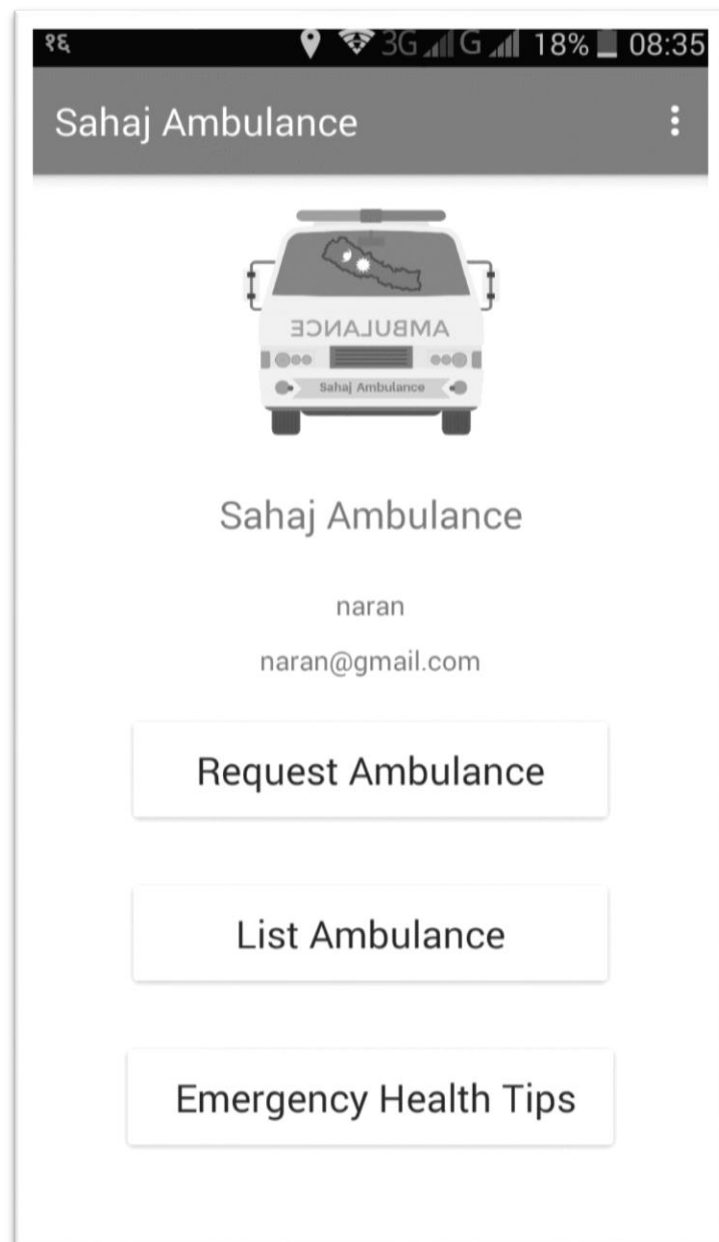 १६ 3G G 18% 08:35
Sahaj Ambulance
AMBULANCE
Sahaj Ambulance
Sahaj Ambulance
naran
naran@gmail.com
Request Ambulance
List Ambulance
Emergency Health Tips